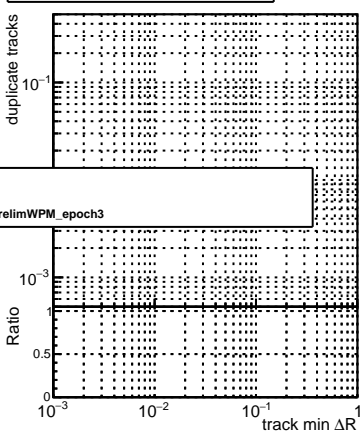 duplicate tracks
10⁻¹
relimWPM_epoch3
10⁻³
Ratio
1
0.5
0
10⁻³ 10⁻² 10⁻¹ 1
track min ΔR